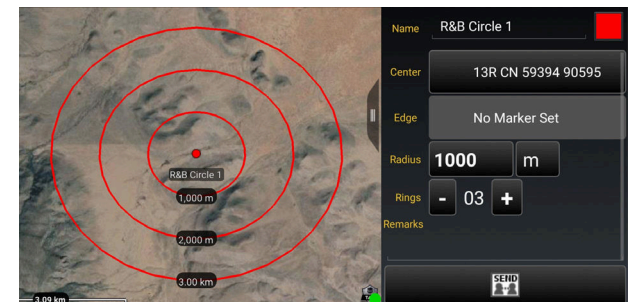 R&B Circle 1
1,000 m
2,000 m
3.00 km
3.09 km
Name R&B Circle 1
Center 13R CN 59394 90595
Edge No Marker Set
Radius 1000 m
Rings - 03 +
Remarks
SEND